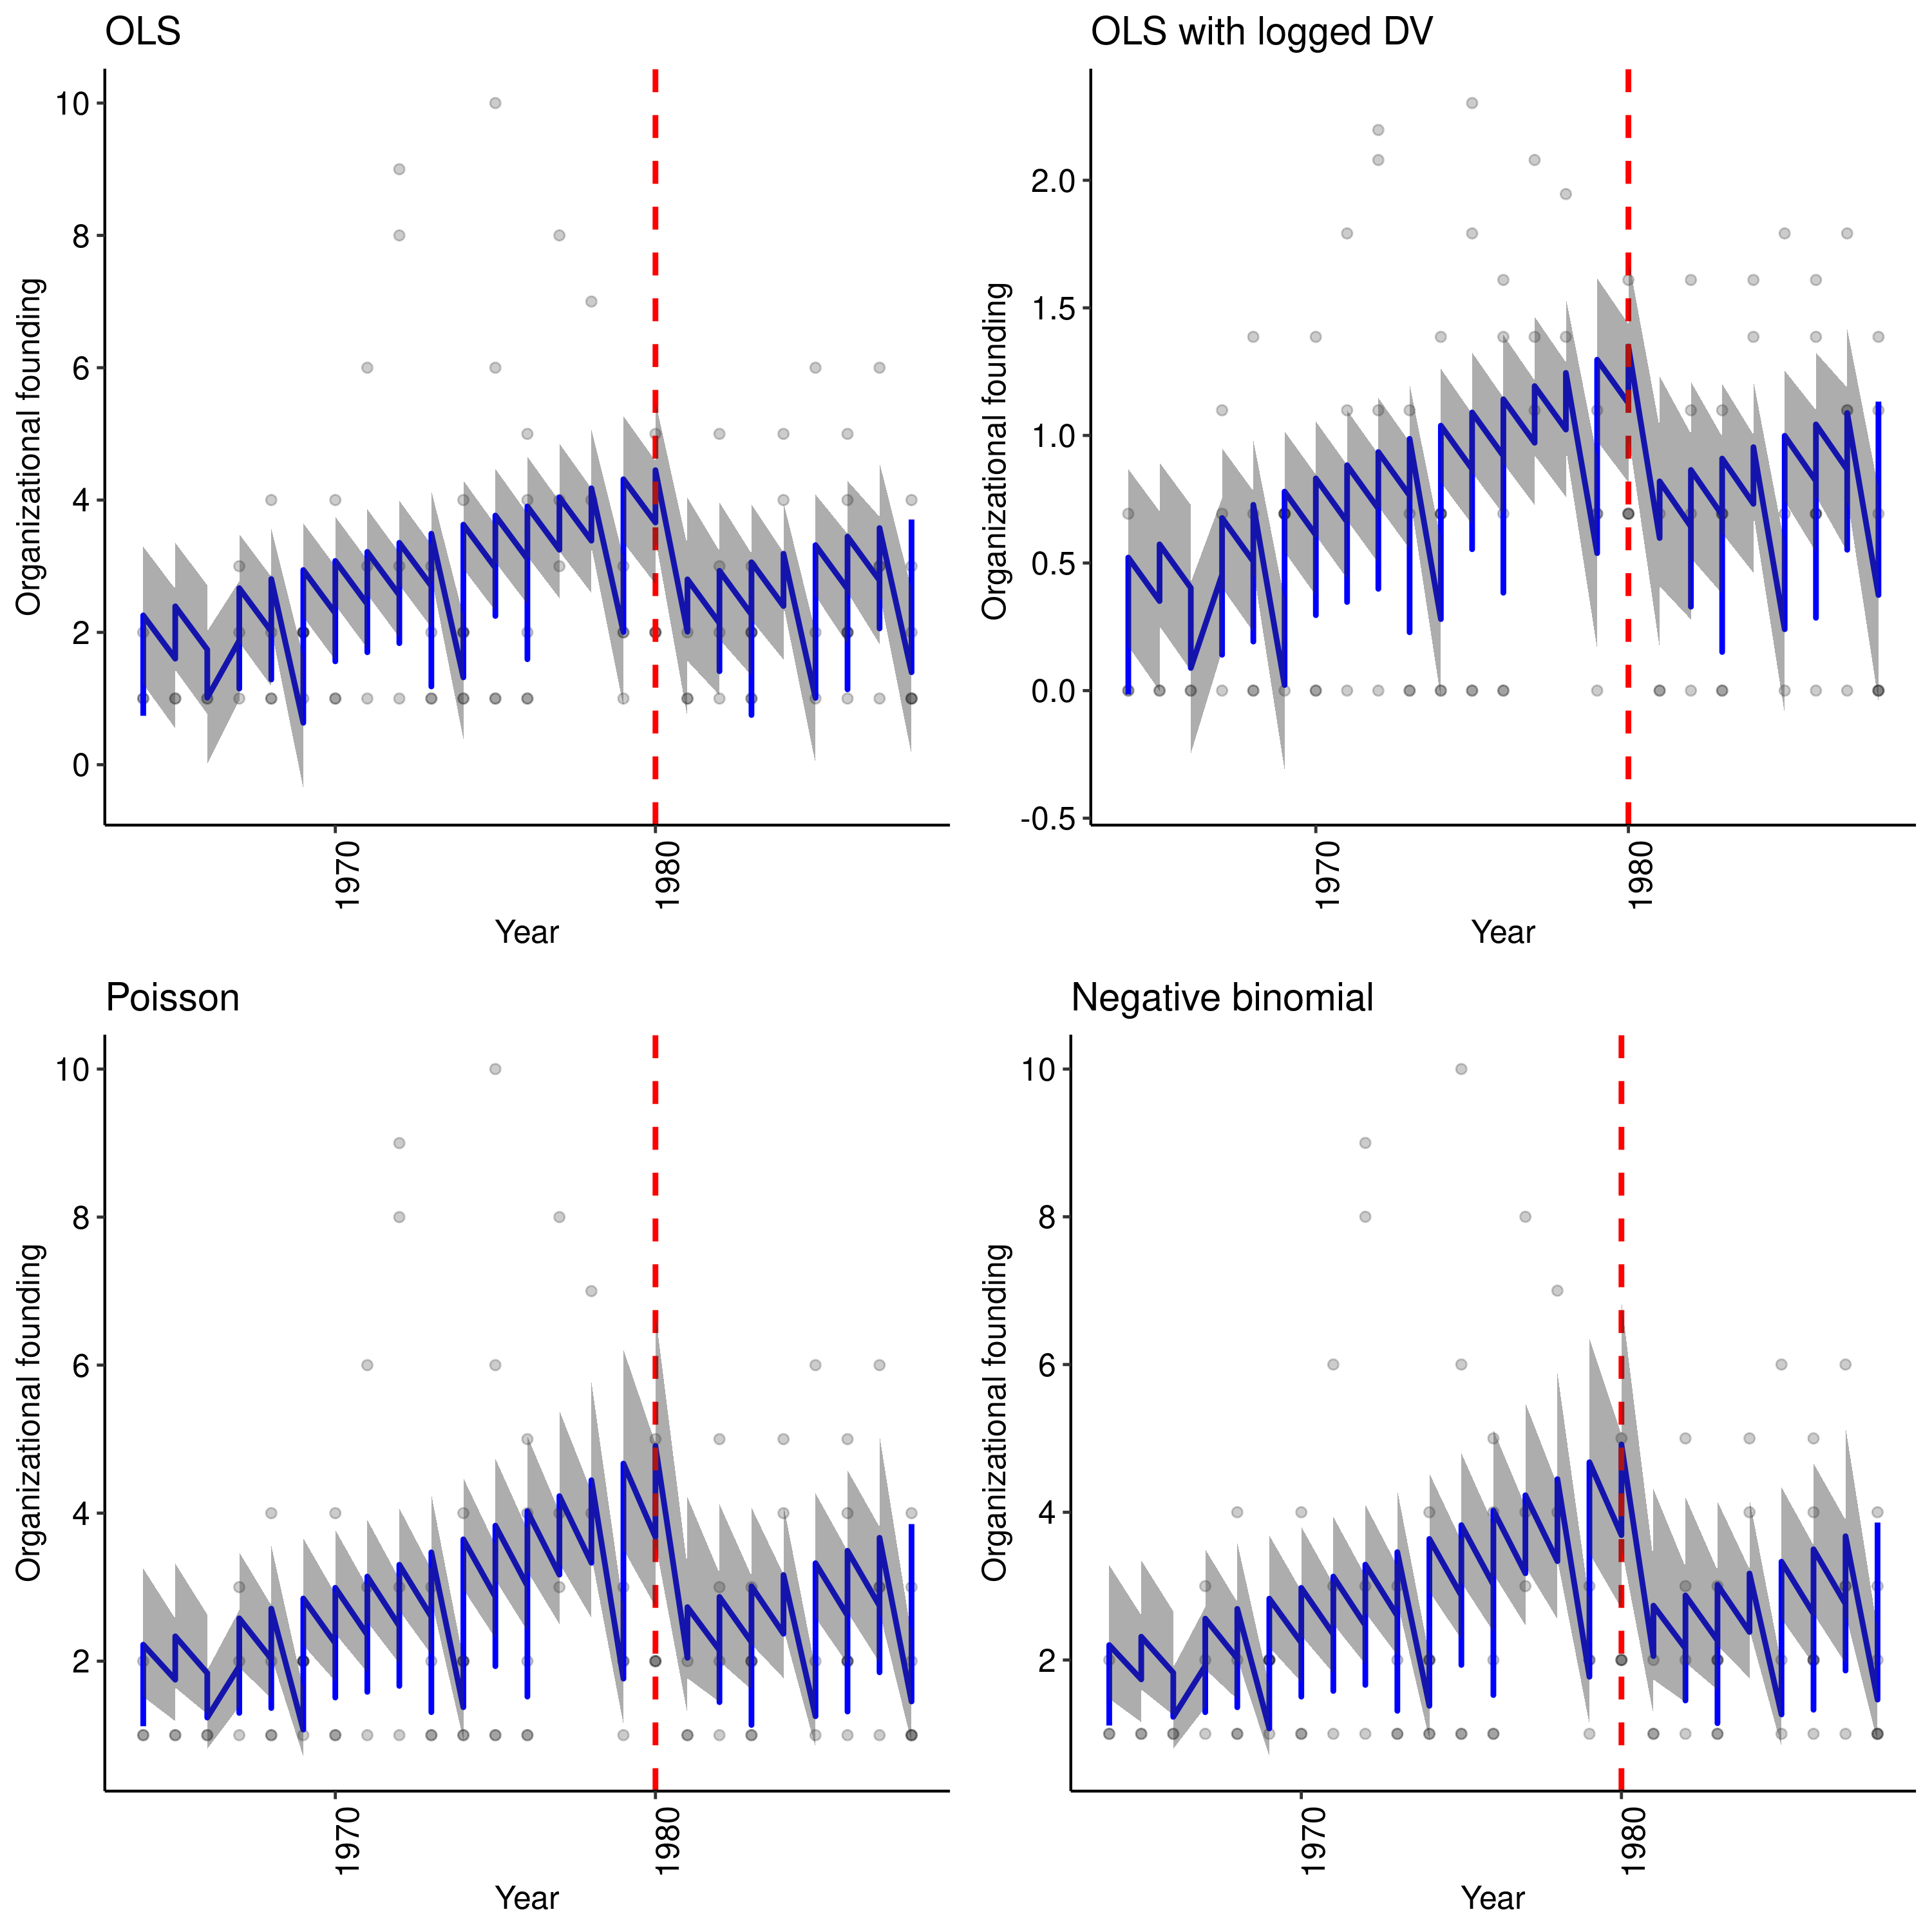 OLS
Organizational founding
10
8
6
4
2
0
1970
1980
Year
OLS with logged DV
Organizational founding
2.0
1.5
1.0
0.5
0.0
-0.5
1970
1980
Year
Poisson
Organizational founding
10
8
6
4
2
1970
1980
Year
Negative binomial
Organizational founding
10
8
6
4
2
1970
1980
Year